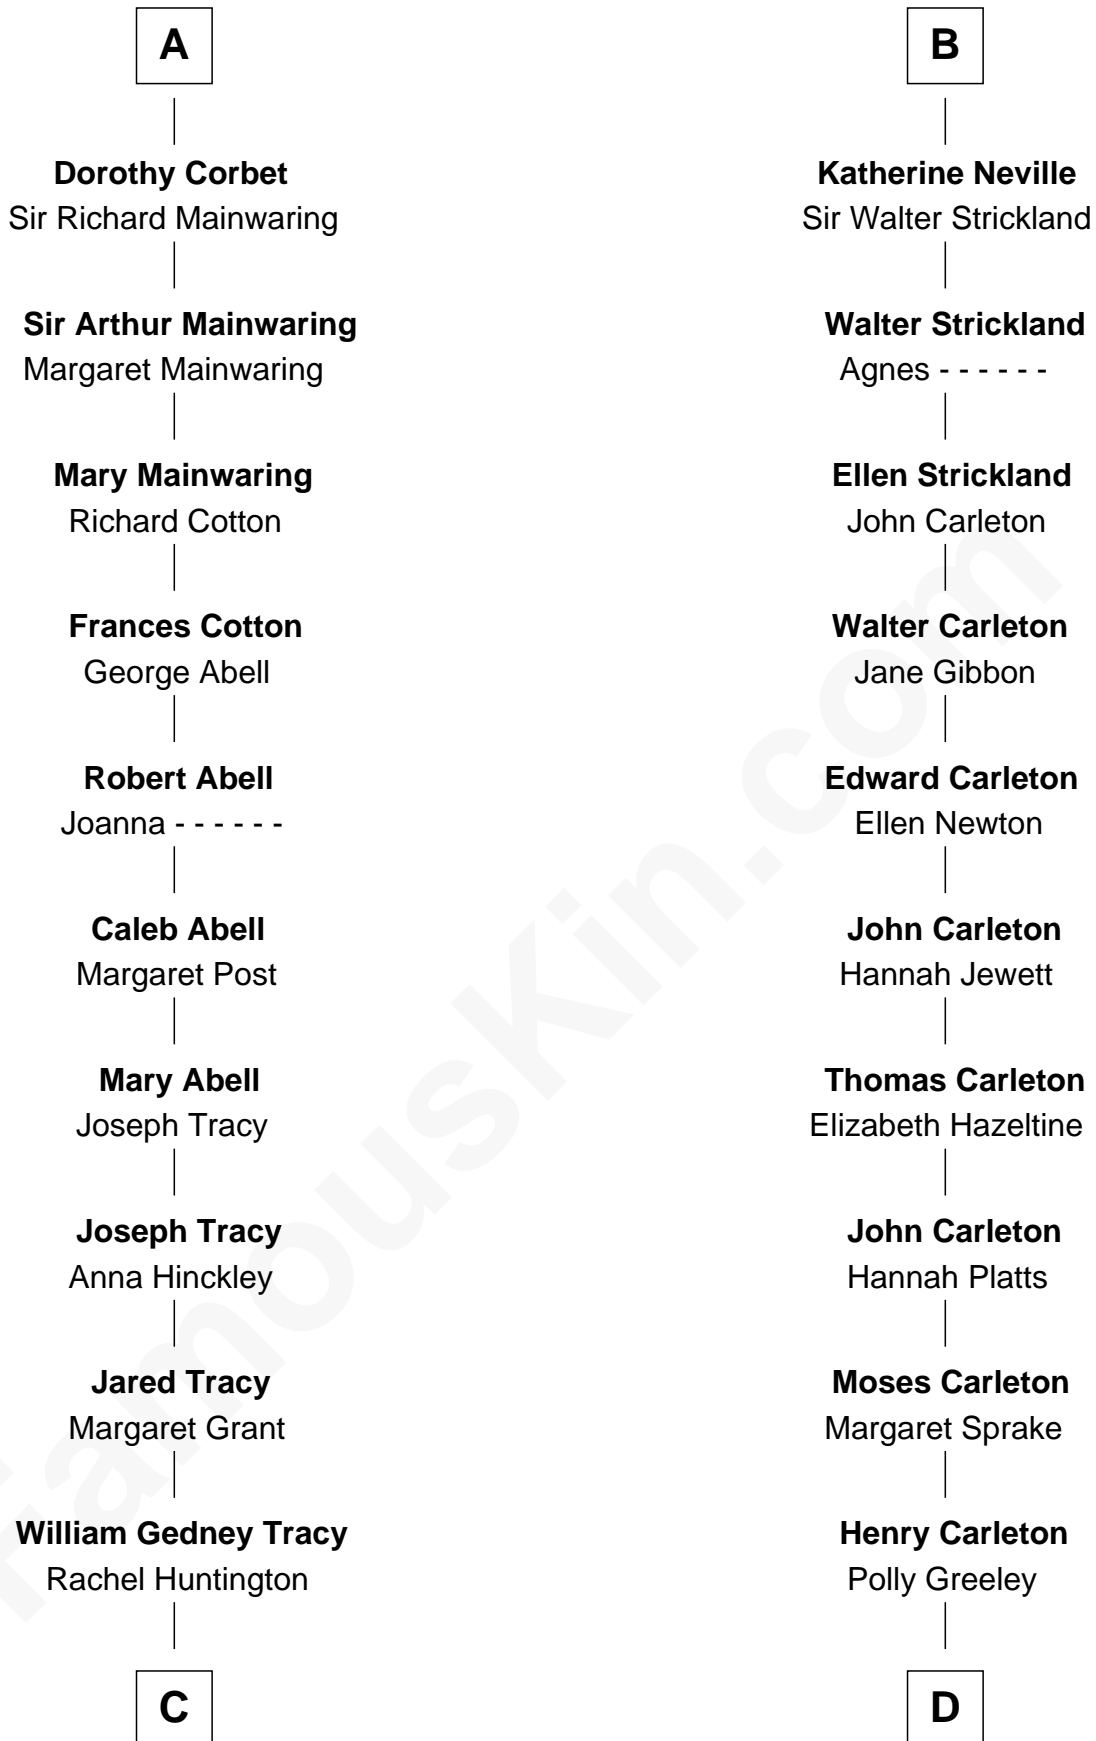 A
Dorothy Corbet
Sir Richard Mainwaring
Sir Arthur Mainwaring
Margaret Mainwaring
Mary Mainwaring
Richard Cotton
Frances Cotton
George Abell
Robert Abell
Joanna - - - - - -
Caleb Abell
Margaret Post
Mary Abell
Joseph Tracy
Joseph Tracy
Anna Hinckley
Jared Tracy
Margaret Grant
William Gedney Tracy
Rachel Huntington
C
B
Katherine Neville
Sir Walter Strickland
Walter Strickland
Agnes - - - - - -
Ellen Strickland
John Carleton
Walter Carleton
Jane Gibbon
Edward Carleton
Ellen Newton
John Carleton
Hannah Jewett
Thomas Carleton
Elizabeth Hazeltine
John Carleton
Hannah Platts
Moses Carleton
Margaret Sprake
Henry Carleton
Polly Greeley
D
FamousKin.com